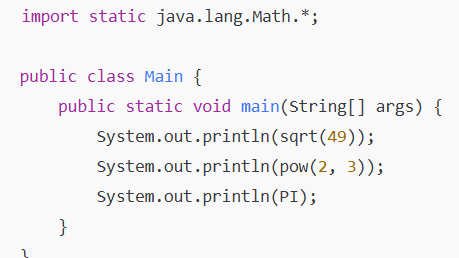 import static java.lang.Math.*;
public class Main {
public static void main(String[] args) {
System.out.println(sqrt(49));
System.out.println(pow(2, 3));
System.out.println(PI);
}
}